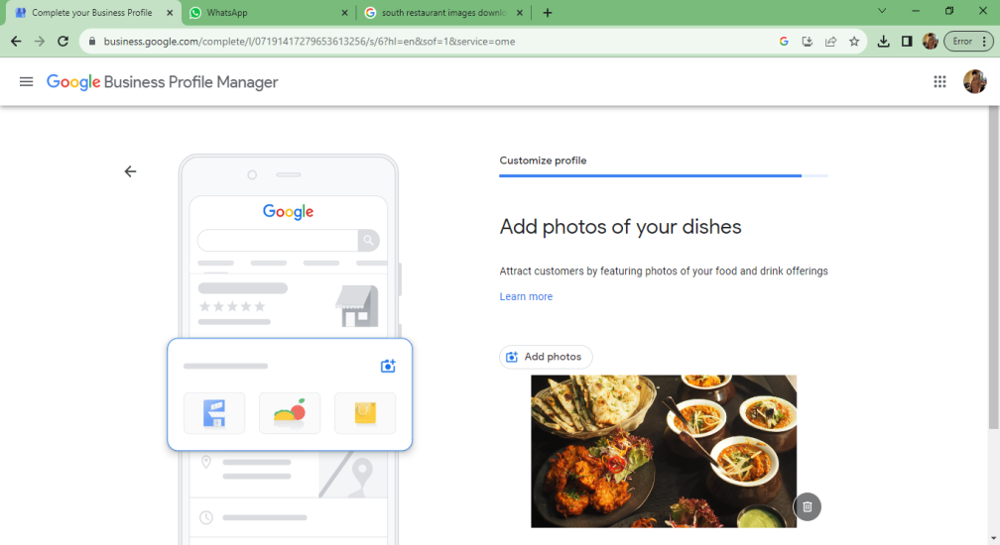 Complete your Business Profile
WhatsApp
south restaurant images downlo
business.google.com/complete/l/07191417279653613256/s/6?hl=en&sof=1&service=ome
Error
Google Business Profile Manager
Customize profile
Google
Add photos of your dishes
Attract customers by featuring photos of your food and drink offerings
Learn more
Add photos